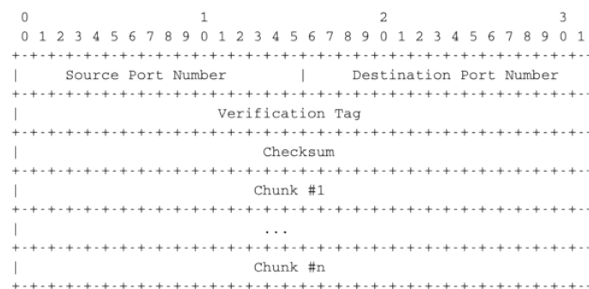 0                   1                   2                   3
0 1 2 3 4 5 6 7 8 9 0 1 2 3 4 5 6 7 8 9 0 1 2 3 4 5 6 7 8 9 0 1
+-+-+-+-+-+-+-+-+-+-+-+-+-+-+-+-+-+-+-+-+-+-+-+-+-+-+-+-+-+-+-+--
|     Source Port Number        |     Destination Port Number
+-+-+-+-+-+-+-+-+-+-+-+-+-+-+-+-+-+-+-+-+-+-+-+-+-+-+-+-+-+-+-+--
|                      Verification Tag
+-+-+-+-+-+-+-+-+-+-+-+-+-+-+-+-+-+-+-+-+-+-+-+-+-+-+-+-+-+-+-+--
|                           Checksum
+-+-+-+-+-+-+-+-+-+-+-+-+-+-+-+-+-+-+-+-+-+-+-+-+-+-+-+-+-+-+-+--
|                          Chunk #1
+-+-+-+-+-+-+-+-+-+-+-+-+-+-+-+-+-+-+-+-+-+-+-+-+-+-+-+-+-+-+-+--
|                           ...
+-+-+-+-+-+-+-+-+-+-+-+-+-+-+-+-+-+-+-+-+-+-+-+-+-+-+-+-+-+-+-+--
|                          Chunk #n
+-+-+-+-+-+-+-+-+-+-+-+-+-+-+-+-+-+-+-+-+-+-+-+-+-+-+-+-+-+-+-+--